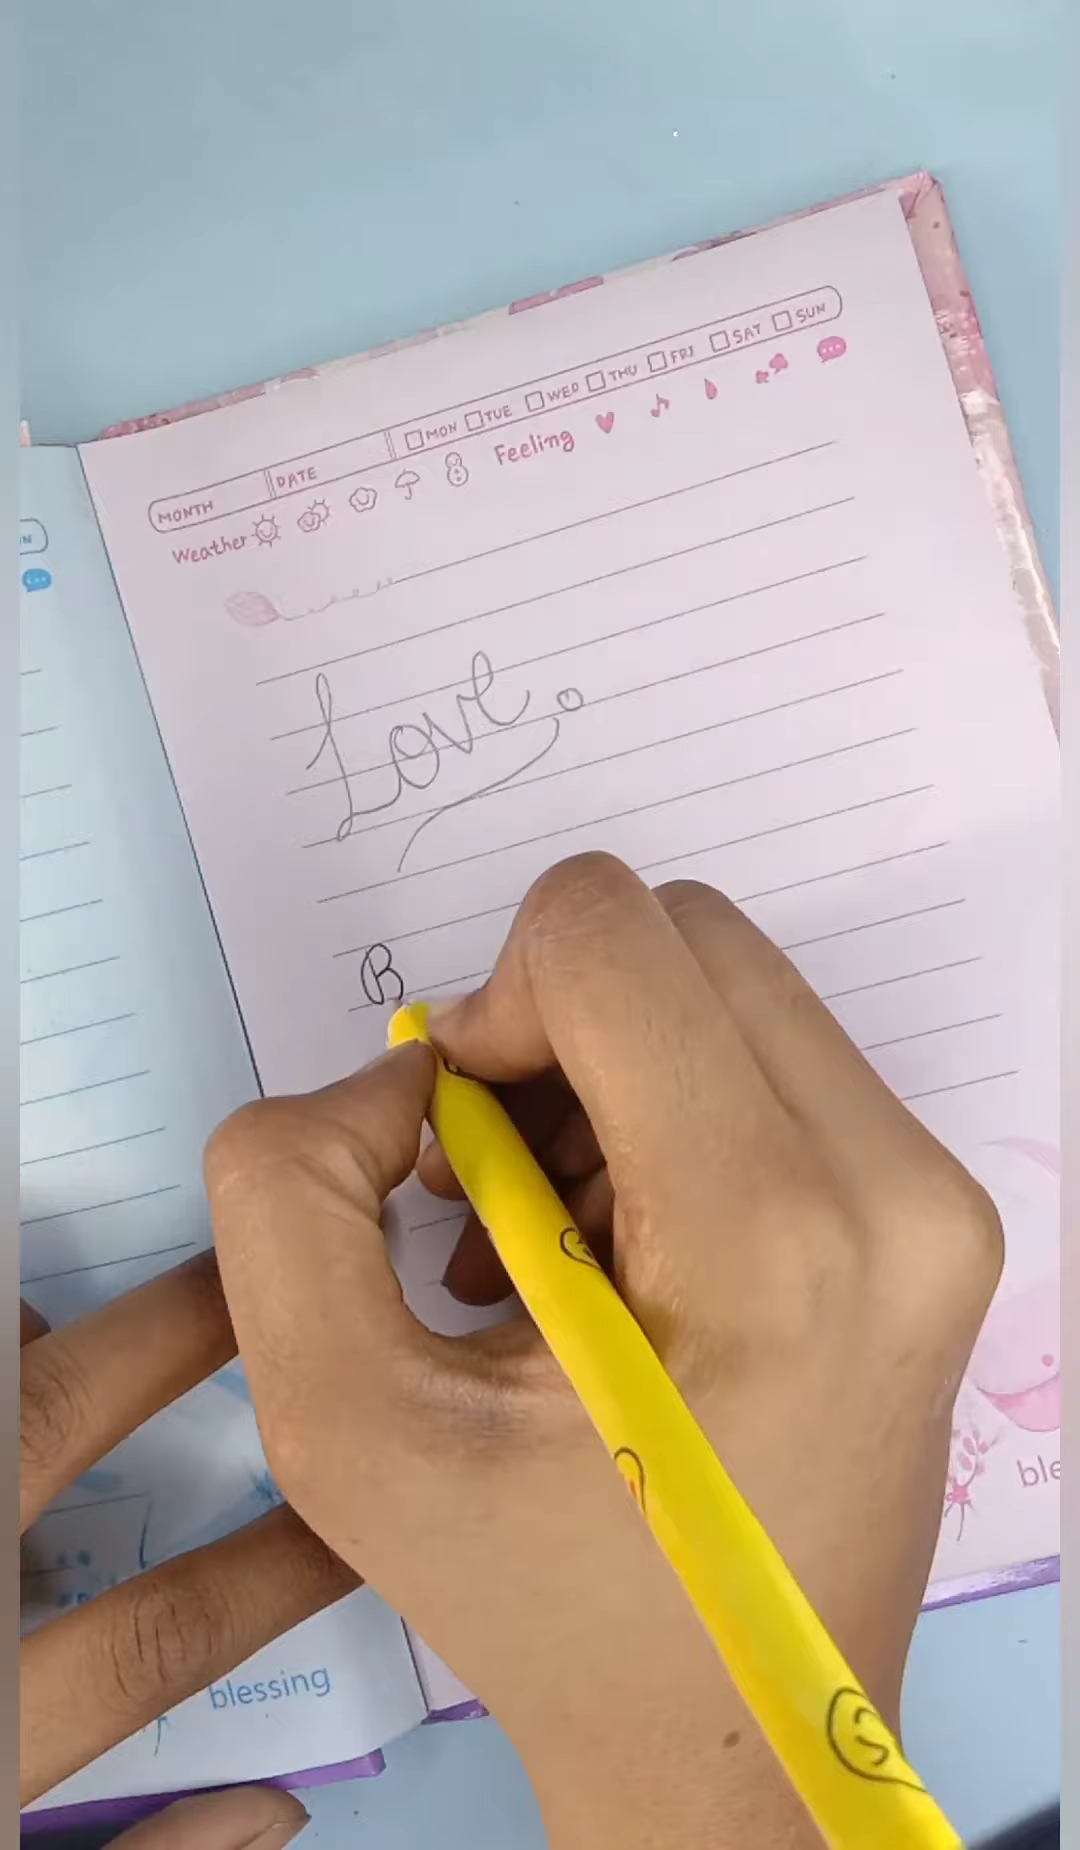 MONTH DATE MON TUE WED THU FRI SAT SUN
Weather Feeling
Love.
B
blessing